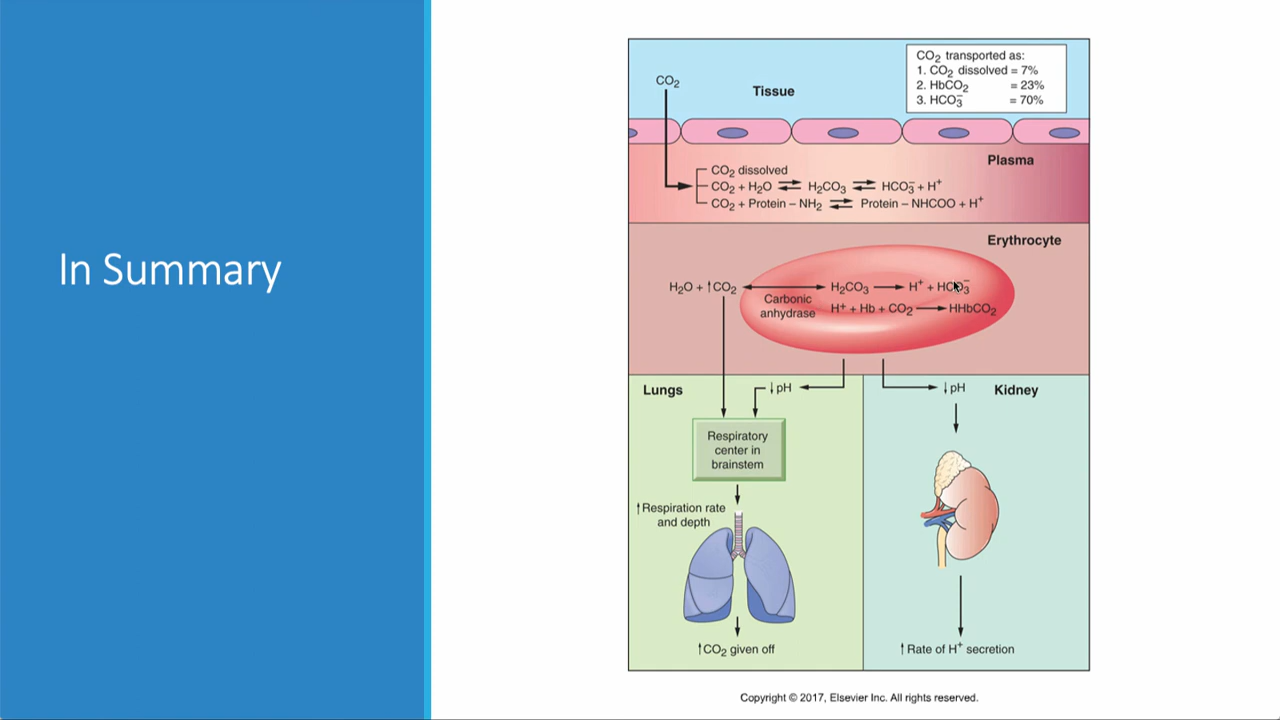 In Summary
CO₂ transported as:
1. CO₂ dissolved = 7%
2. HbCO₂ = 23%
3. HCO₃⁻ = 70%
CO₂
Tissue
Plasma
CO₂ dissolved
CO₂ + H₂O ⇌ H₂CO₃ ⇌ HCO₃⁻ + H⁺
CO₂ + Protein – NH₂ ⇌ Protein – NHCOO + H⁺
Erythrocyte
H₂O + ↑CO₂ ↔ H₂CO₃ → H⁺ + HCO₃⁻
Carbonic
anhydrase
H⁺ + Hb + CO₂ → HHbCO₂
Lungs
↓pH
Respiratory
center in
brainstem
↑Respiration rate
and depth
↑CO₂ given off
↓pH
Kidney
↑Rate of H⁺ secretion
Copyright © 2017, Elsevier Inc. All rights reserved.